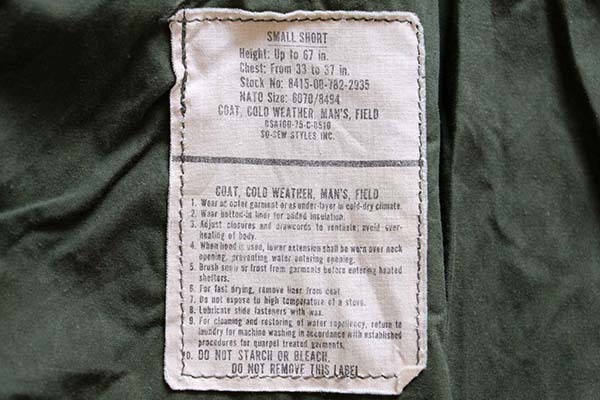 SMALL SHORT
Height: Up to 67 in.
Chest: From 33 to 37 in.
Stock No: 8415-00-782-2935
NATO Size: 6070/8494
COAT, COLD WEATHER, MAN'S, FIELD
DSA100-75-C-0510
SO-SEW STYLES INC.
COAT, COLD WEATHER, MAN'S, FIELD
1. Wear as outer garment or as under-layer in cold-dry climate.
2. Wear button-in liner for added insulation.
3. Adjust closures and drawcords to ventilate; avoid over-
heating of body.
4. When hood is used, lower extension shall be worn over neck
opening, preventing water entering opening.
5. Brush snow or frost from garments before entering heated
shelters.
6. For fast drying, remove liner from coat.
7. Do not expose to high temperature of a stove.
8. Lubricate slide fasteners with wax.
9. For cleaning and restoring of water repellency, return to
laundry for machine washing in accordance with established
procedures for quarpel treated garments.
10. DO NOT STARCH OR BLEACH.
DO NOT REMOVE THIS LABEL